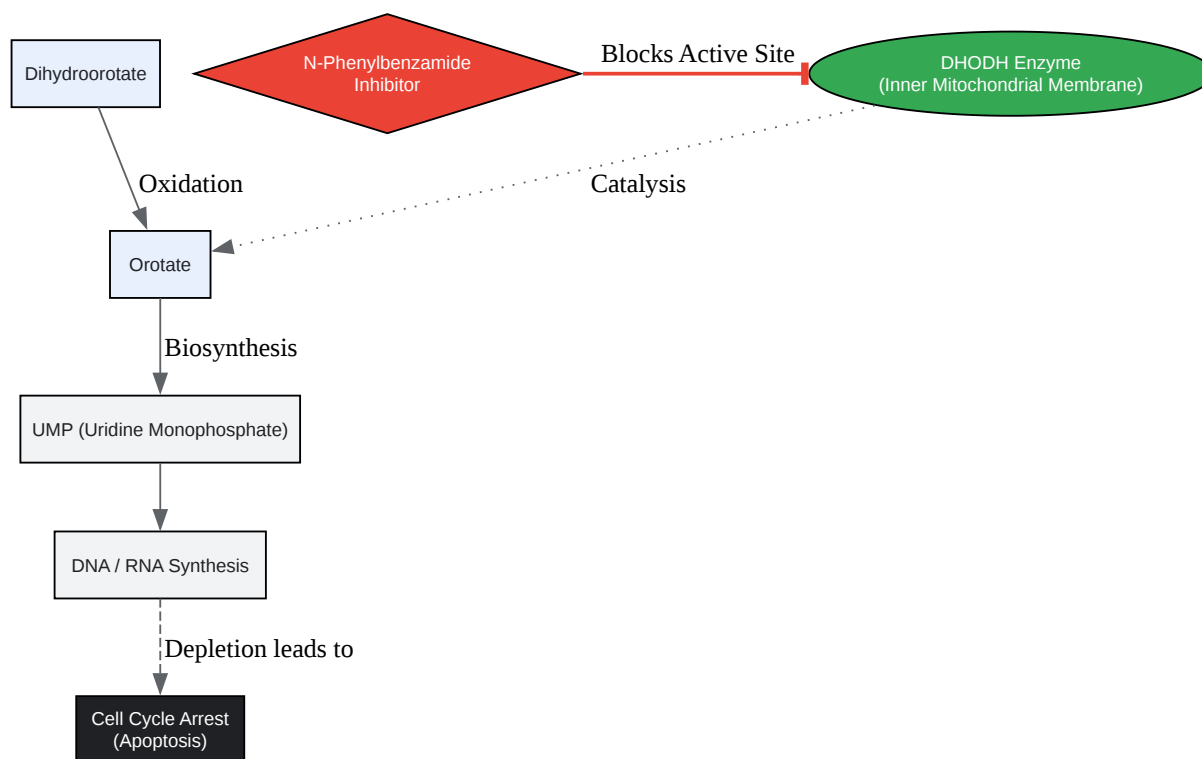 Dihydroorotate
N-Phenylbenzamide
Inhibitor
Blocks Active Site
DHODH Enzyme
(Inner Mitochondrial Membrane)
Oxidation
Catalysis
Orotate
Biosynthesis
UMP (Uridine Monophosphate)
DNA / RNA Synthesis
Depletion leads to
Cell Cycle Arrest
(Apoptosis)